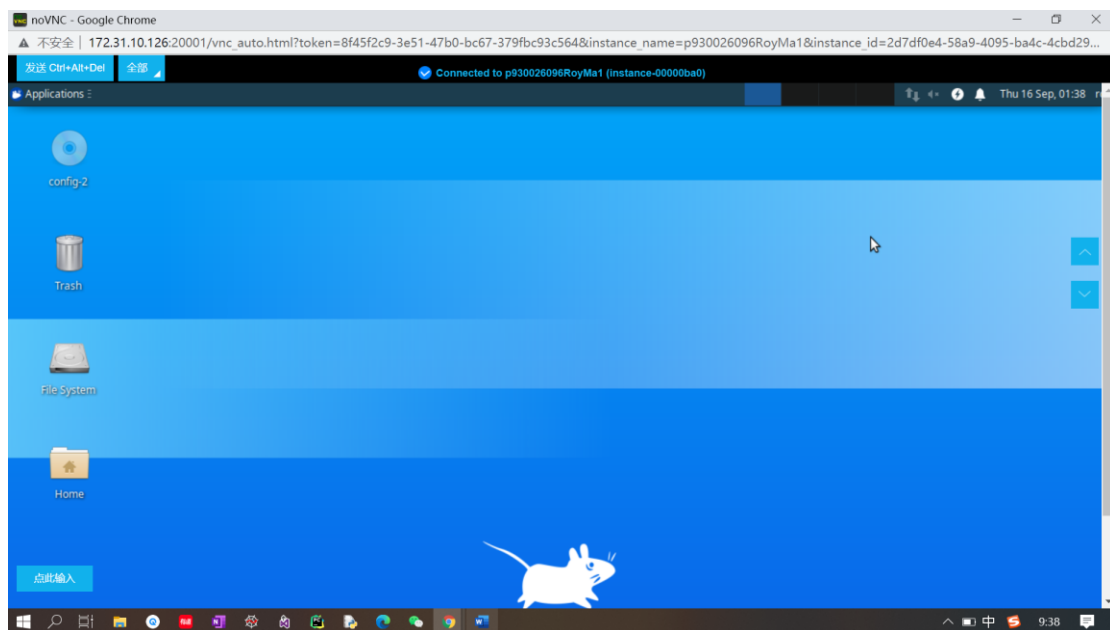 noVNC - Google Chrome
不安全 | 172.31.10.126:20001/vnc_auto.html?token=8f45f2c9-3e51-47b0-bc67-379fbc93c564&instance_name=p930026096RoyMa1&instance_id=2d7df0e4-58a9-4095-ba4c-4cbd29...
发送 Ctrl+Alt+Del 全部 Connected to p930026096RoyMa1 (instance-00000ba0)
Applications Thu 16 Sep, 01:38
config-2
Trash
File System
Home
点此输入
中 9:38